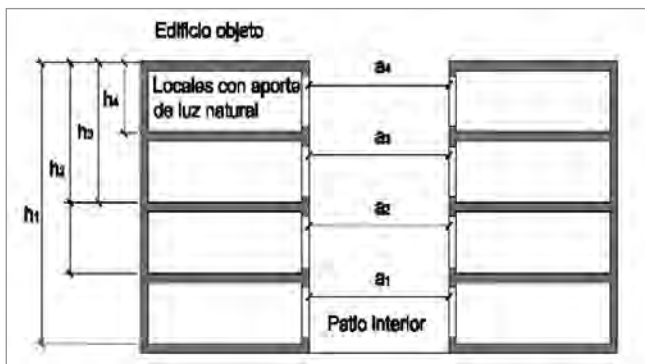 Edificio objeto
a4
Locales con aporte
de luz natural
h4
h3
a3
h2
h1
a2
a1
Patio Interior